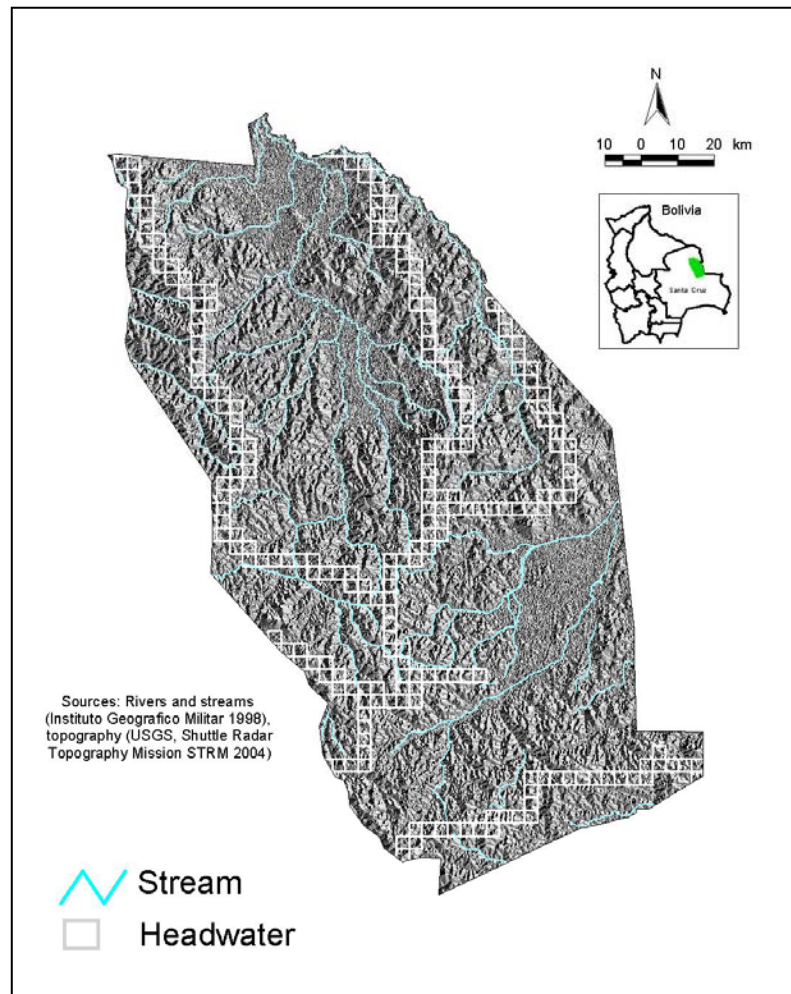 N
10 0 10 20 km
Bolivia
Santa Cruz
Sources: Rivers and streams
(Instituto Geografico Militar 1998),
topography (USGS, Shuttle Radar
Topography Mission STRM 2004)
Stream
Headwater